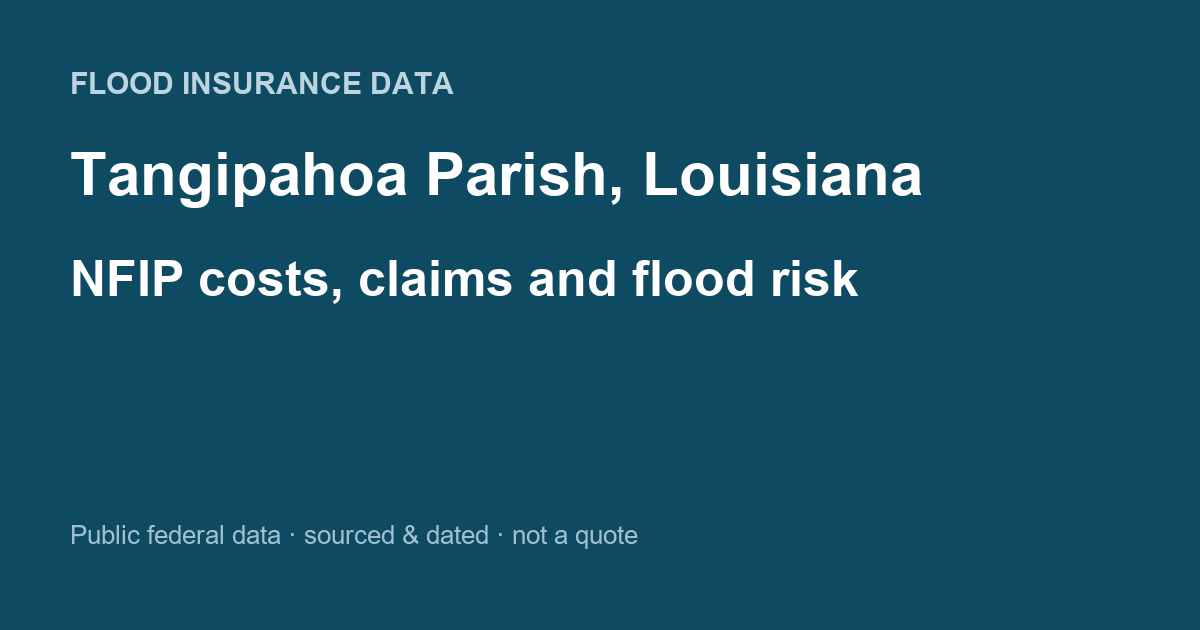 FLOOD INSURANCE DATA
Tangipahoa Parish, Louisiana
NFIP costs, claims and flood risk
Public federal data · sourced & dated · not a quote